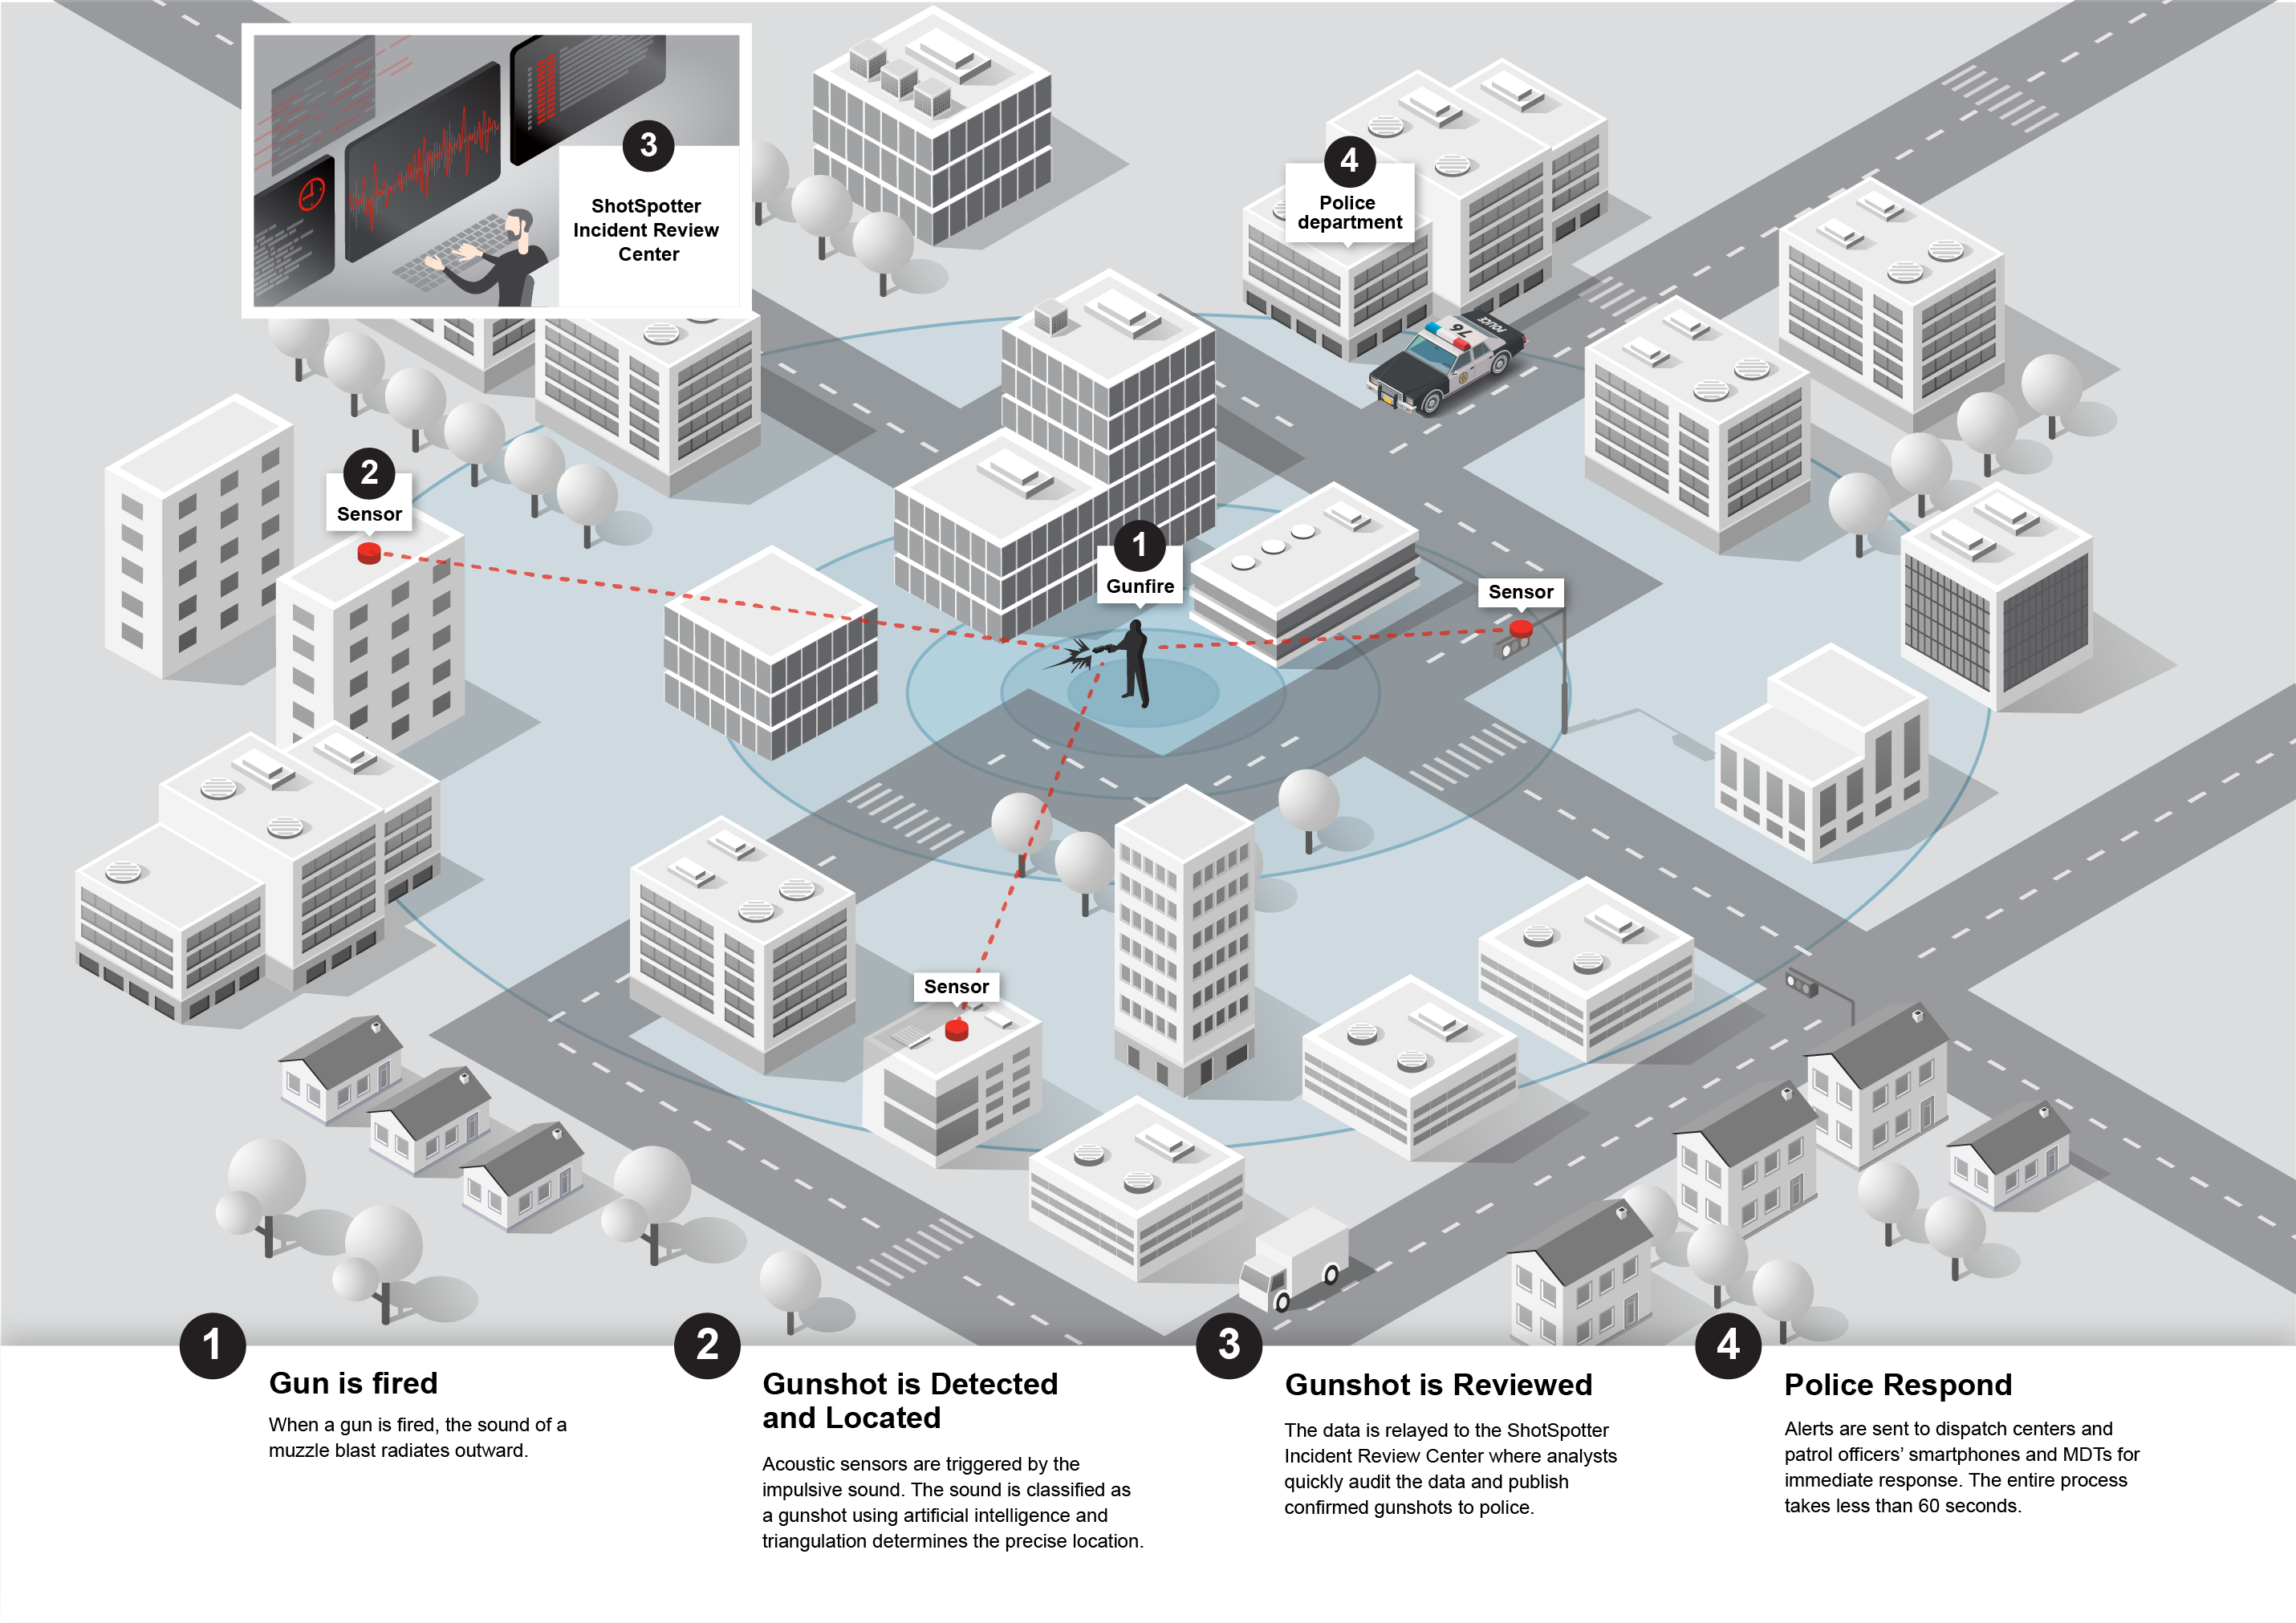 3
ShotSpotter
Incident Review
Center
4
Police
department
76
POLICE
2
Sensor
1
Gunfire
Sensor
Sensor
1
Gun is fired
When a gun is fired, the sound of a
muzzle blast radiates outward.
2
Gunshot is Detected
and Located
Acoustic sensors are triggered by the
impulsive sound. The sound is classified as
a gunshot using artificial intelligence and
triangulation determines the precise location.
3
Gunshot is Reviewed
The data is relayed to the ShotSpotter
Incident Review Center where analysts
quickly audit the data and publish
confirmed gunshots to police.
4
Police Respond
Alerts are sent to dispatch centers and
patrol officers’ smartphones and MDTs for
immediate response. The entire process
takes less than 60 seconds.